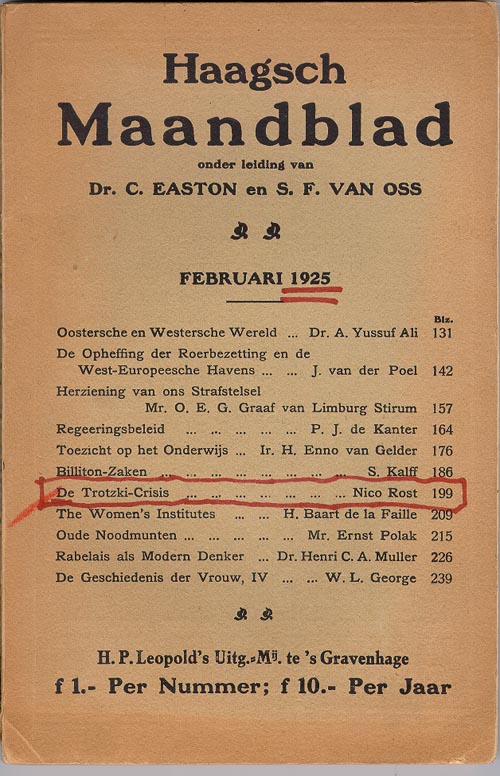 Haagsch
Maandblad
onder leiding van
Dr. C. EASTON en S. F. VAN OSS
FEBRUARI 1925
Blz.
Oostersche en Westersche Wereld ... Dr. A. Yussuf Ali 131
De Opheffing der Roerbezetting en de
West-Europeesche Havens ... ... J. van der Poel 142
Herziening van ons Strafstelsel
Mr. O. E. G. Graaf van Limburg Stirum 157
Regeeringsbeleid ... ... ... ... ... P. J. de Kanter 164
Toezicht op het Onderwijs ... Ir. H. Enno van Gelder 176
Billiton-Zaken ... ... ... ... ... ... ... ... S. Kalff 186
De Trotzki-Crisis ... ... ... ... ... ... ... Nico Rost 199
The Women's Institutes ... ... H. Baart de la Faille 209
Oude Noodmunten ... ... ... ... ... Mr. Ernst Polak 215
Rabelais als Modern Denker ... Dr. Henri C. A. Muller 226
De Geschiedenis der Vrouw, IV ... ... W. L. George 239
H. P. Leopold's Uitg.-Mij. te 's Gravenhage
f 1.- Per Nummer; f 10.- Per Jaar